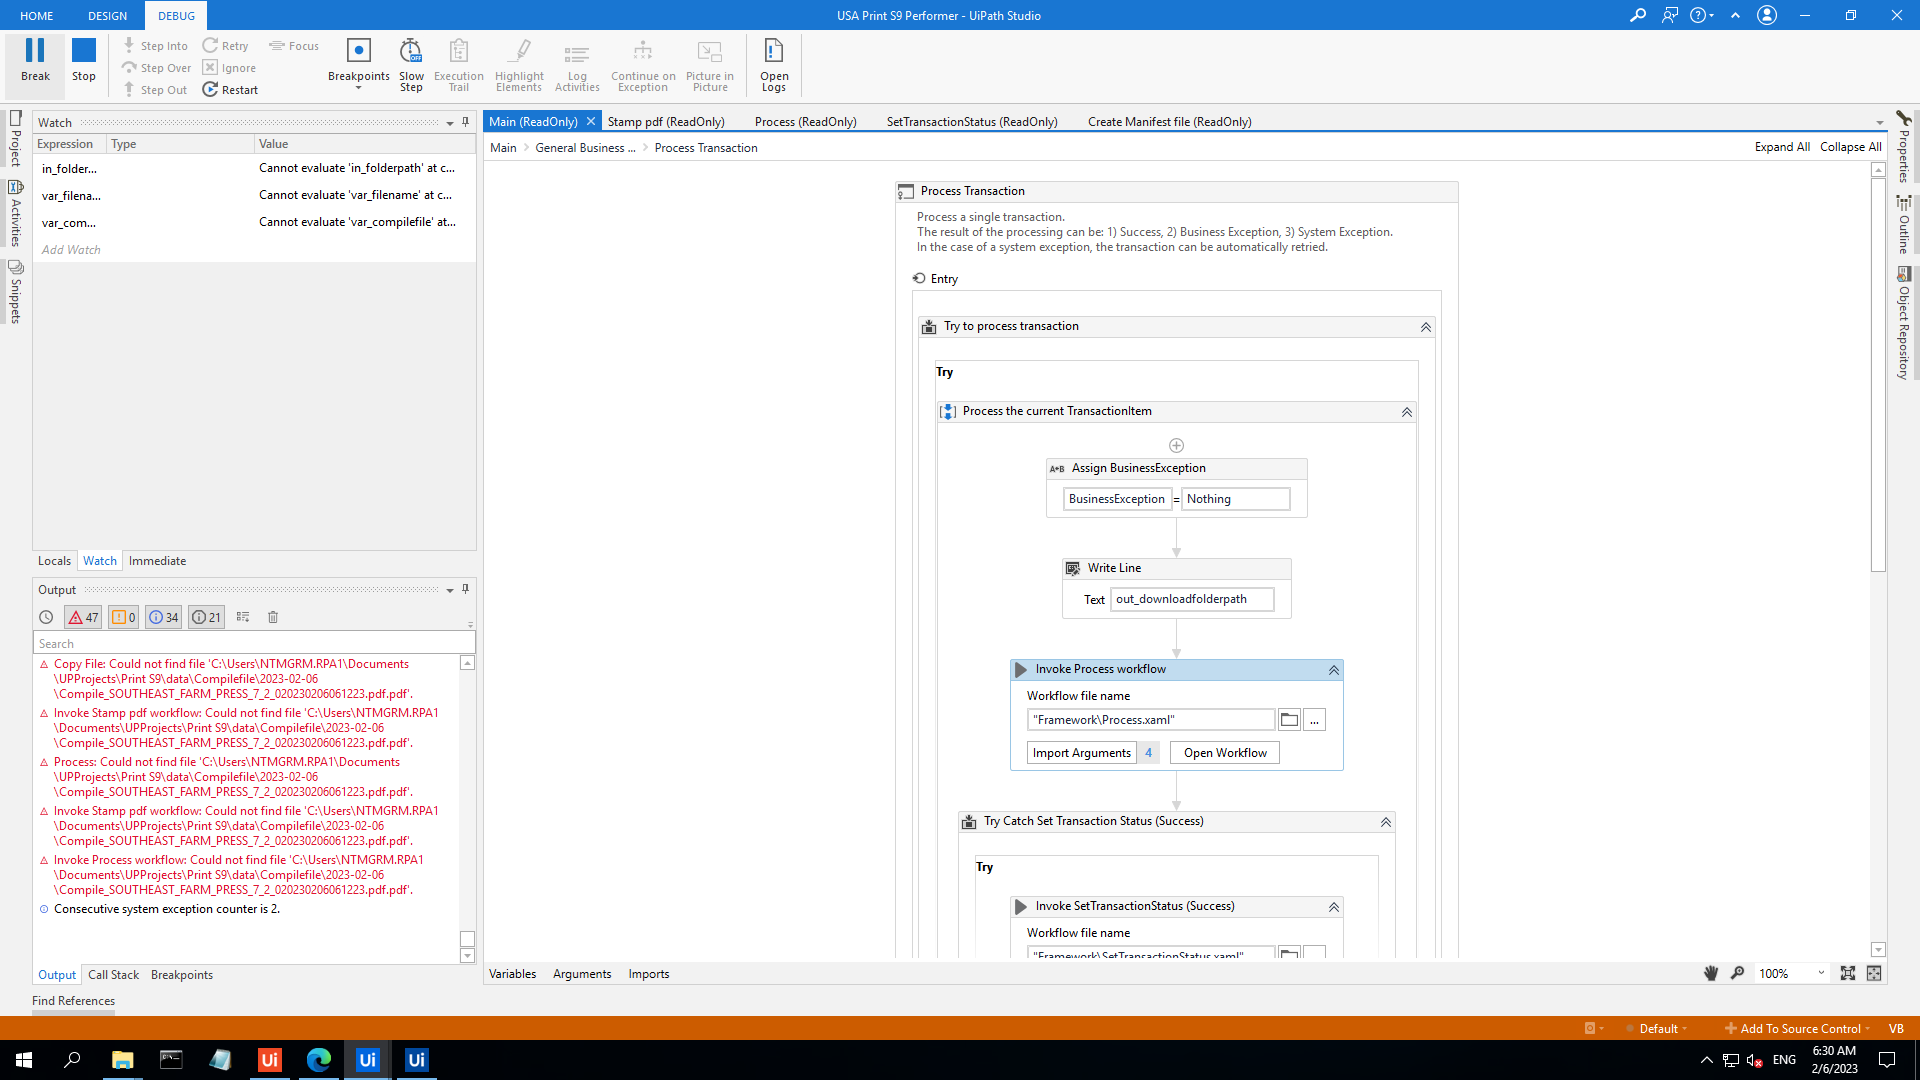 HOME DESIGN DEBUG
USA Print S9 Performer - UiPath Studio
Break
Stop
Step Into
Step Over
Step Out
Retry
Ignore
Restart
Focus
Breakpoints
Slow
Step
Execution
Trail
Highlight
Elements
Log
Activities
Continue on
Exception
Picture in
Picture
Open
Logs
Project
Activities
Snippets
Watch
Expression Type Value
in_folder... Cannot evaluate 'in_folderpath' at c...
var_filena... Cannot evaluate 'var_filename' at c...
var_com... Cannot evaluate 'var_compilefile' at...
Add Watch
Locals Watch Immediate
Output
47 0 34 21
Search
Copy File: Could not find file 'C:\Users\NTMGRM.RPA1\Documents
\UPProjects\Print S9\data\Compilefile\2023-02-06
\Compile_SOUTHEAST_FARM_PRESS_7_2_020230206061223.pdf.pdf'.
Invoke Stamp pdf workflow: Could not find file 'C:\Users\NTMGRM.RPA1
\Documents\UPProjects\Print S9\data\Compilefile\2023-02-06
\Compile_SOUTHEAST_FARM_PRESS_7_2_020230206061223.pdf.pdf'.
Process: Could not find file 'C:\Users\NTMGRM.RPA1\Documents
\UPProjects\Print S9\data\Compilefile\2023-02-06
\Compile_SOUTHEAST_FARM_PRESS_7_2_020230206061223.pdf.pdf'.
Invoke Stamp pdf workflow: Could not find file 'C:\Users\NTMGRM.RPA1
\Documents\UPProjects\Print S9\data\Compilefile\2023-02-06
\Compile_SOUTHEAST_FARM_PRESS_7_2_020230206061223.pdf.pdf'.
Invoke Process workflow: Could not find file 'C:\Users\NTMGRM.RPA1
\Documents\UPProjects\Print S9\data\Compilefile\2023-02-06
\Compile_SOUTHEAST_FARM_PRESS_7_2_020230206061223.pdf.pdf'.
Consecutive system exception counter is 2.
Output Call Stack Breakpoints
Find References
Main (ReadOnly) Stamp pdf (ReadOnly) Process (ReadOnly) SetTransactionStatus (ReadOnly) Create Manifest file (ReadOnly)
Main General Business ... Process Transaction
Expand All Collapse All
Process Transaction
Process a single transaction.
The result of the processing can be: 1) Success, 2) Business Exception, 3) System Exception.
In the case of a system exception, the transaction can be automatically retried.
Entry
Try to process transaction
Try
Process the current TransactionItem
A+B Assign BusinessException
BusinessException = Nothing
Write Line
Text out_downloadfolderpath
Invoke Process workflow
Workflow file name
"Framework\Process.xaml" ...
Import Arguments 4 Open Workflow
Try Catch Set Transaction Status (Success)
Try
Invoke SetTransactionStatus (Success)
Workflow file name
"Framework\SetTransactionStatus.xaml"
Variables Arguments Imports
100%
Properties
Outline
Object Repository
Default Add To Source Control VB
Ui Ui Ui
ENG
6:30 AM
2/6/2023